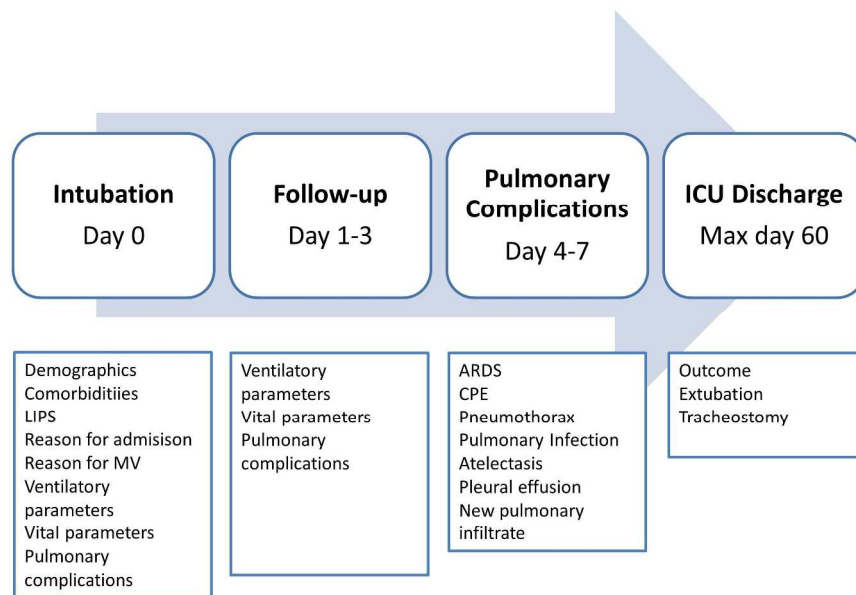 Intubation
Day 0
Follow-up
Day 1-3
Pulmonary
Complications
Day 4-7
ICU Discharge
Max day 60
Demographics
Comorbiditiies
LIPS
Reason for admisison
Reason for MV
Ventilatory
parameters
Vital parameters
Pulmonary
complications
Ventilatory
parameters
Vital parameters
Pulmonary
complications
ARDS
CPE
Pneumothorax
Pulmonary Infection
Atelectasis
Pleural effusion
New pulmonary
infiltrate
Outcome
Extubation
Tracheostomy